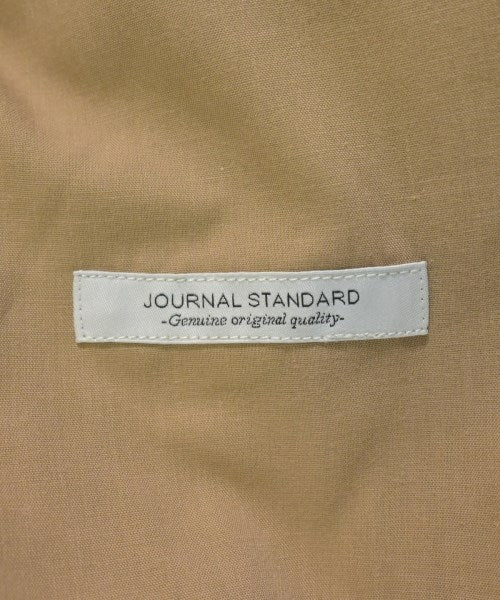 JOURNAL STANDARD
-Genuine original quality-